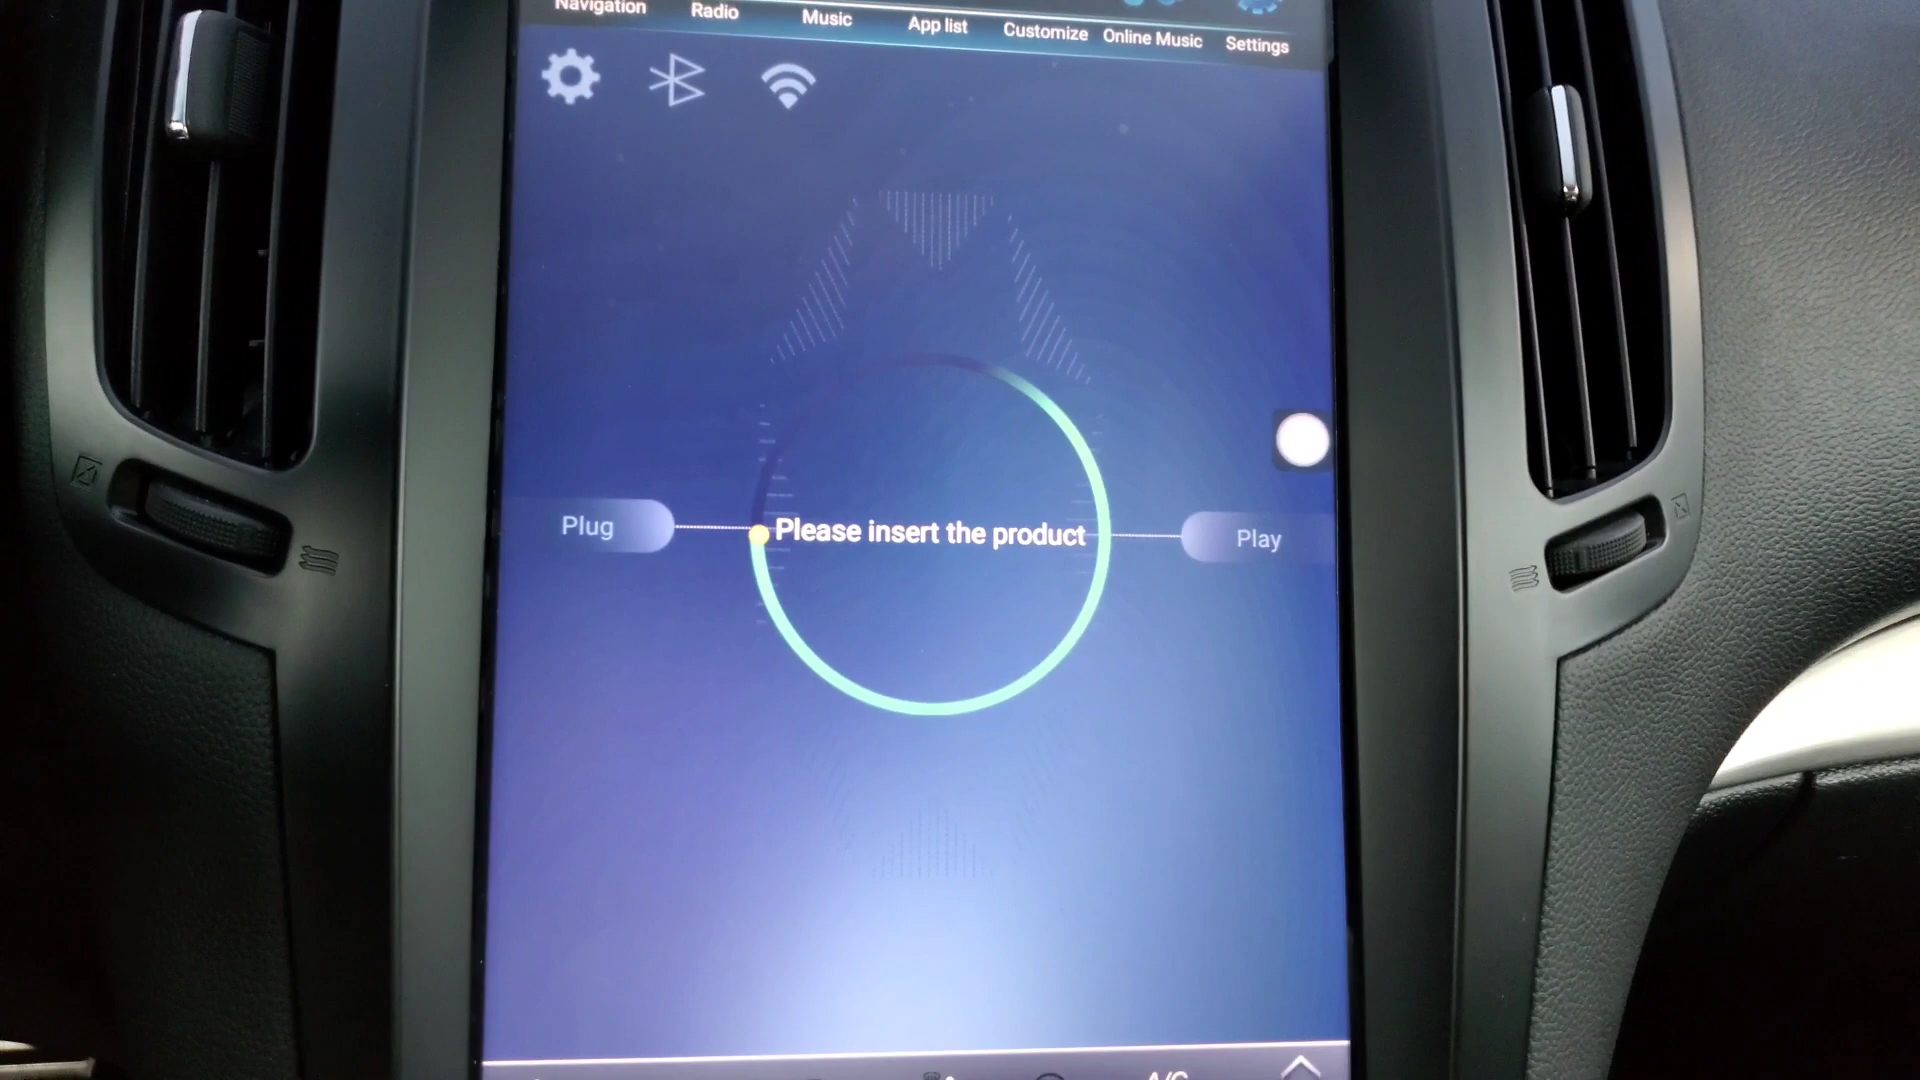 Navigation
Radio
Music
App list
Customize
Online Music
Settings
Plug
Please insert the product
Play
A/C